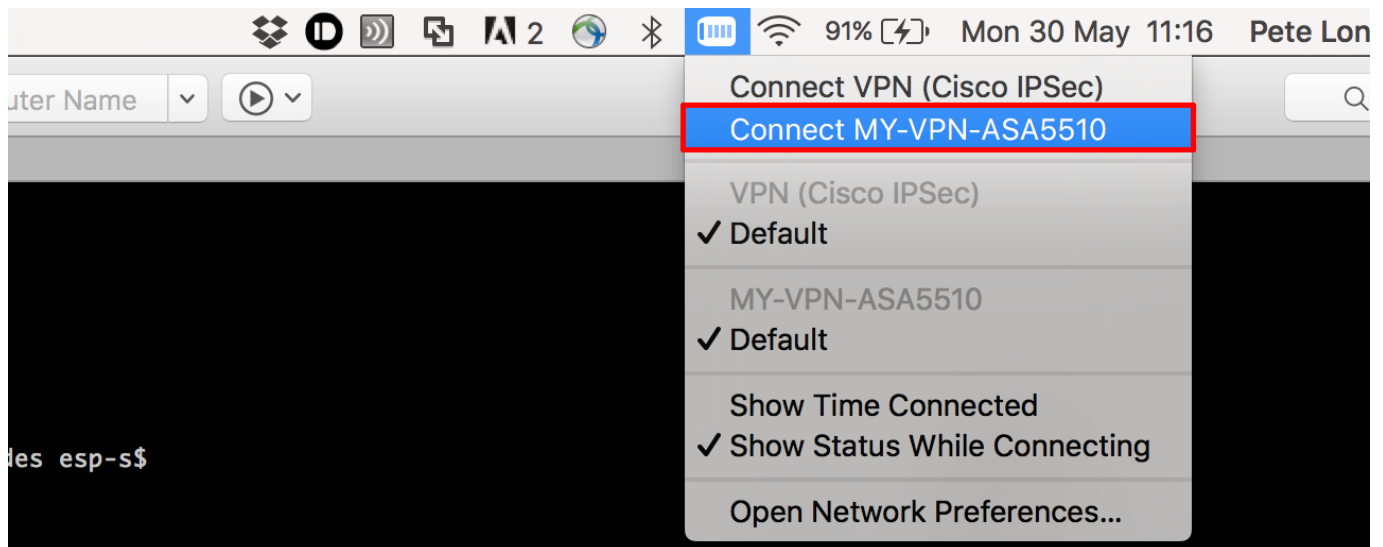 2 91% Mon 30 May 11:16 Pete Lon
uter Name
Connect VPN (Cisco IPSec)
Connect MY-VPN-ASA5510
VPN (Cisco IPSec)
✓ Default
MY-VPN-ASA5510
✓ Default
Show Time Connected
✓ Show Status While Connecting
des esp-s$
Open Network Preferences...